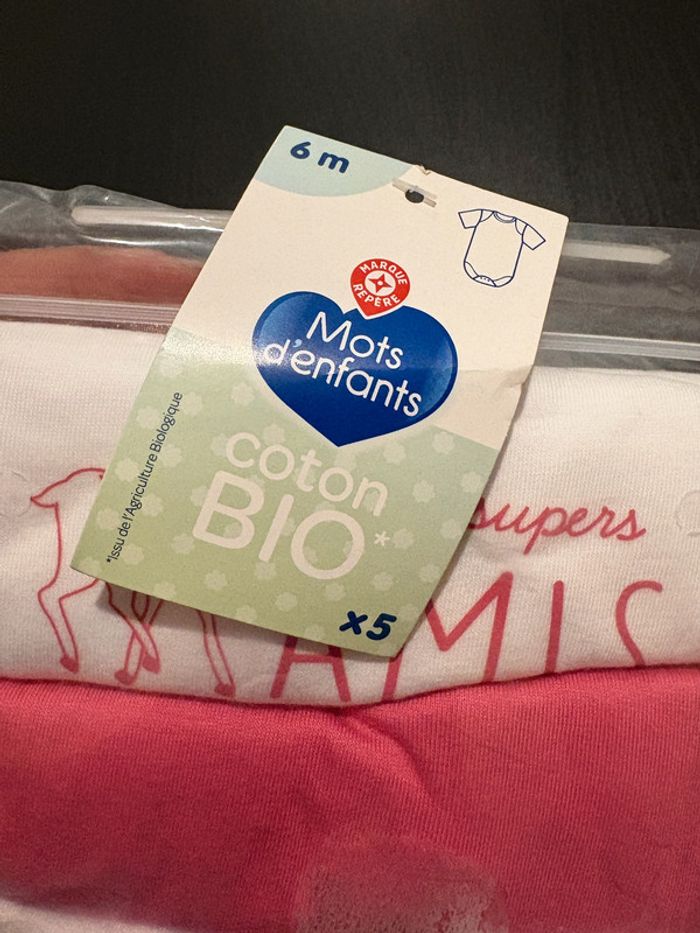 6 m
MARQUE
REPÈRE
Mots
d'enfants
coton
BIO*
*Issu de l'Agriculture Biologique
x5
supers
AMIS